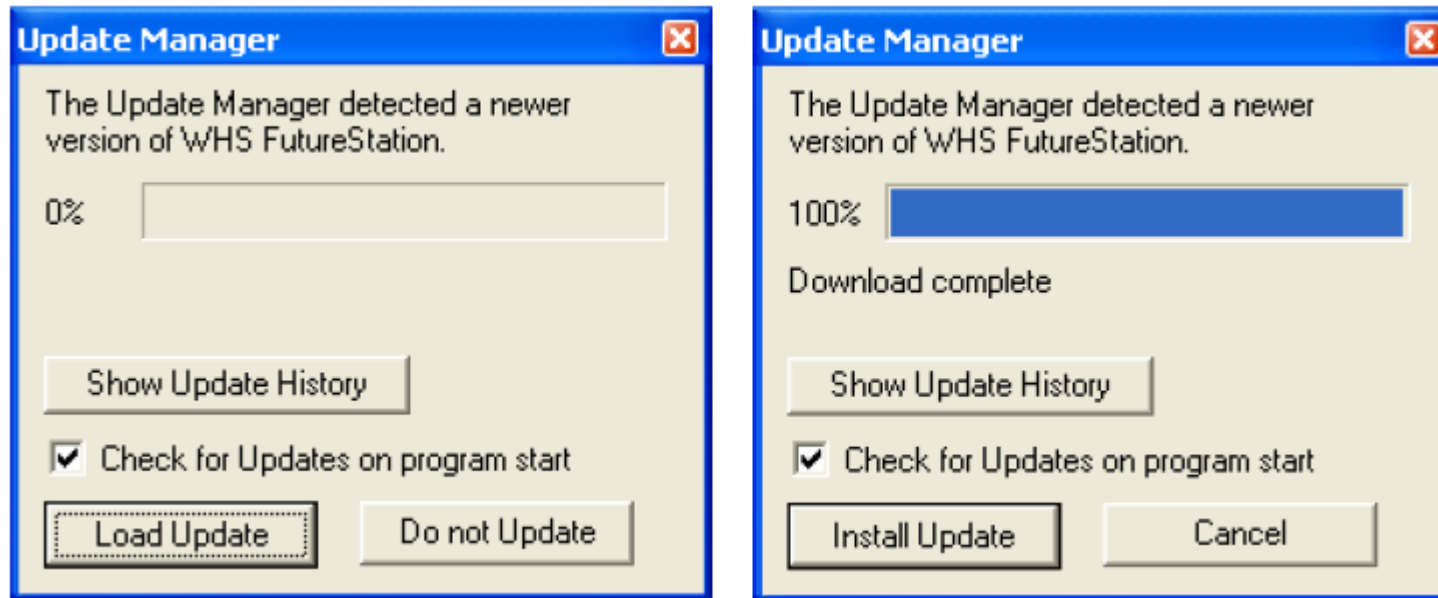 Update Manager
The Update Manager detected a newer
version of WHS FutureStation.
0%
Show Update History
Check for Updates on program start
Load Update
Do not Update
Update Manager
The Update Manager detected a newer
version of WHS FutureStation.
100%
Download complete
Show Update History
Check for Updates on program start
Install Update
Cancel